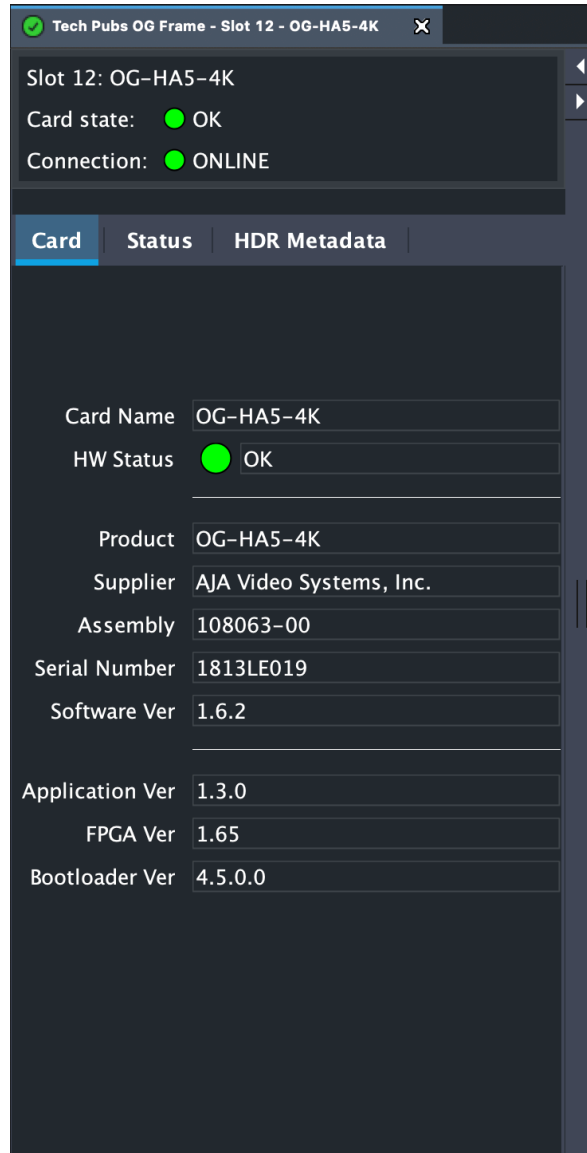 Tech Pubs OG Frame - Slot 12 - OG-HA5-4K
Slot 12: OG-HA5-4K
Card state: OK
Connection: ONLINE
Card Status HDR Metadata
Card Name OG-HA5-4K
HW Status OK
Product OG-HA5-4K
Supplier AJA Video Systems, Inc.
Assembly 108063-00
Serial Number 1813LE019
Software Ver 1.6.2
Application Ver 1.3.0
FPGA Ver 1.65
Bootloader Ver 4.5.0.0